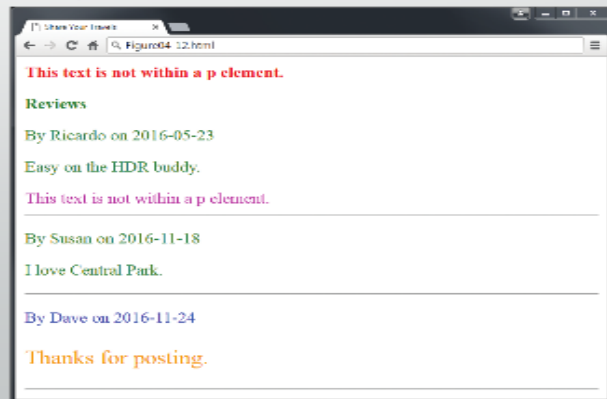 Share Your Travels
Figure04-12.html
This text is not within a p element.
Reviews
By Ricardo on 2016-05-23
Easy on the HDR buddy.
This text is not within a p element.
By Susan on 2016-11-18
I love Central Park.
By Dave on 2016-11-24
Thanks for posting.